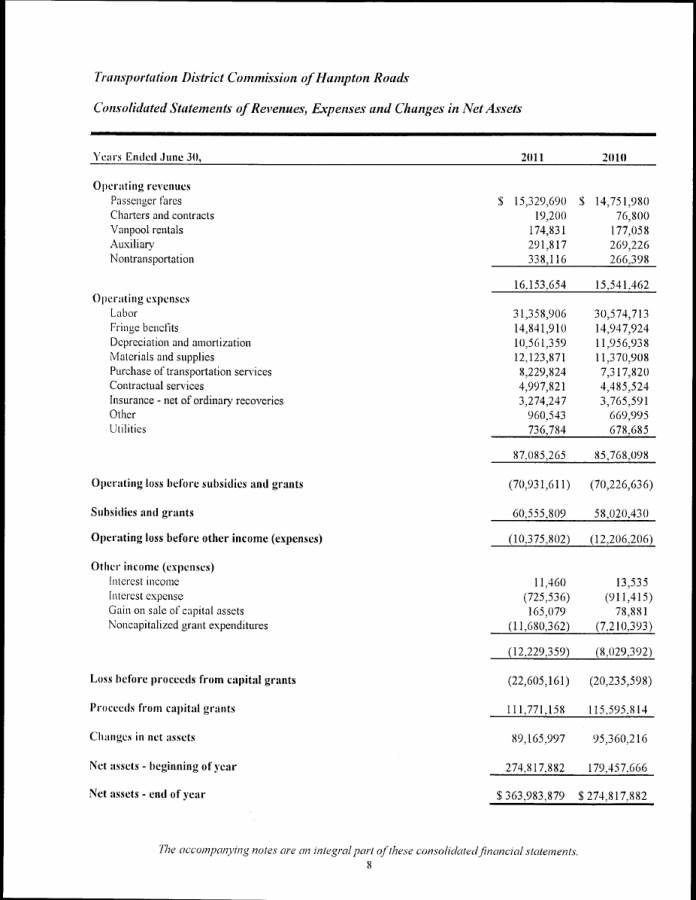 Transportation District Commission of Hampton Roads
Consolidated Statements of Revenues, Expenses and Changes in Net Assets
Years Ended June 30, 2011 2010
Operating revenues
Passenger fares $ 15,329,690 $ 14,751,980
Charters and contracts 19,200 76,800
Vanpool rentals 174,831 177,058
Auxiliary 291,817 269,226
Nontransportation 338,116 266,398
16,153,654 15,541,462
Operating expenses
Labor 31,358,906 30,574,713
Fringe benefits 14,841,910 14,947,924
Depreciation and amortization 10,561,359 11,956,938
Materials and supplies 12,123,871 11,370,908
Purchase of transportation services 8,229,824 7,317,820
Contractual services 4,997,821 4,485,524
Insurance - net of ordinary recoveries 3,274,247 3,765,591
Other 960,543 669,995
Utilities 736,784 678,685
87,085,265 85,768,098
Operating loss before subsidies and grants (70,931,611) (70,226,636)
Subsidies and grants 60,555,809 58,020,430
Operating loss before other income (expenses) (10,375,802) (12,206,206)
Other income (expenses)
Interest income 11,460 13,535
Interest expense (725,536) (911,415)
Gain on sale of capital assets 165,079 78,881
Noncapitalized grant expenditures (11,680,362) (7,210,393)
(12,229,359) (8,029,392)
Loss before proceeds from capital grants (22,605,161) (20,235,598)
Proceeds from capital grants 111,771,158 115,595,814
Changes in net assets 89,165,997 95,360,216
Net assets - beginning of year 274,817,882 179,457,666
Net assets - end of year $ 363,983,879 $ 274,817,882
The accompanying notes are an integral part of these consolidated financial statements.
8